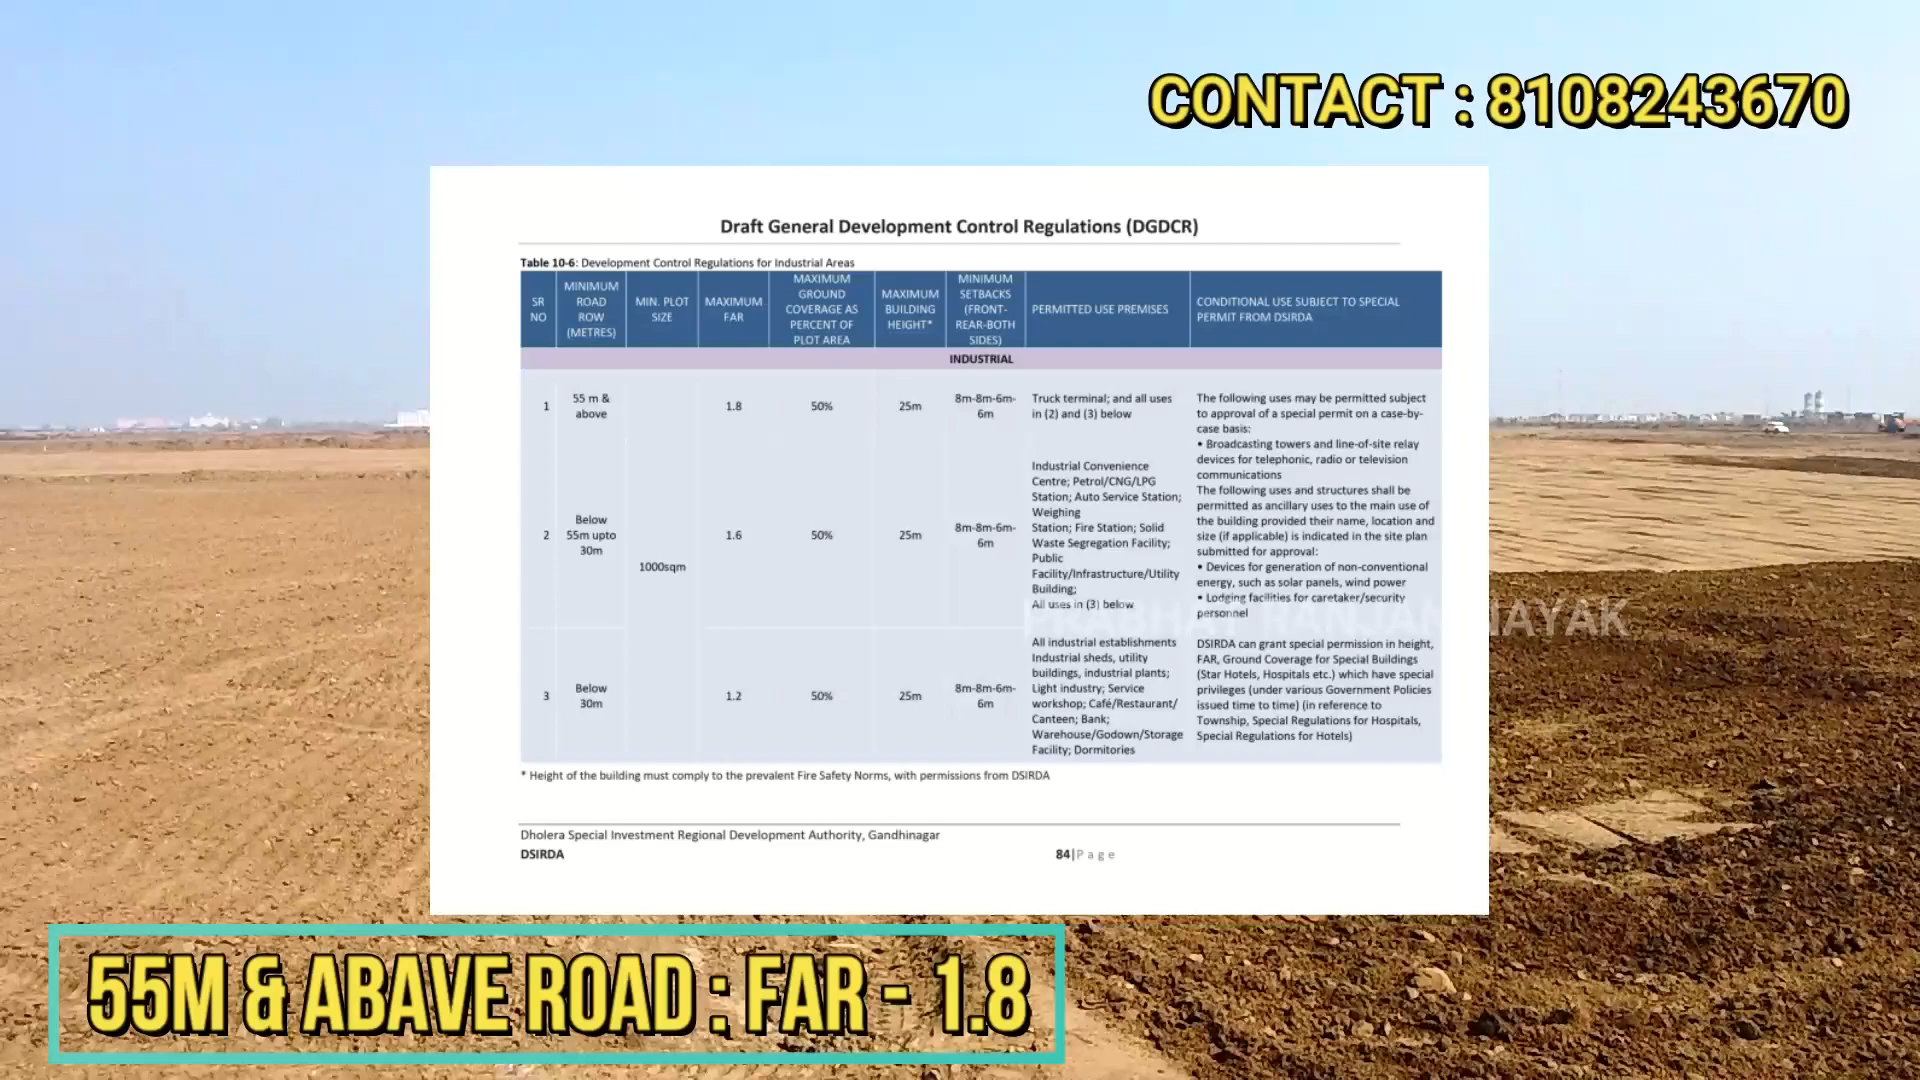 CONTACT : 8108243670
Draft General Development Control Regulations (DGDCR)
Table 10-6: Development Control Regulations for Industrial Areas
SR
NO
MINIMUM
ROAD
ROW
(METRES)
MIN. PLOT
SIZE
MAXIMUM
FAR
MAXIMUM
GROUND
COVERAGE AS
PERCENT OF
PLOT AREA
MAXIMUM
BUILDING
HEIGHT*
MINIMUM
SETBACKS
(FRONT-
REAR-BOTH
SIDES)
PERMITTED USE PREMISES
CONDITIONAL USE SUBJECT TO SPECIAL
PERMIT FROM DSIRDA
INDUSTRIAL
1
55 m &
above
1.8
50%
25m
8m-8m-6m-
6m
Truck terminal; and all uses
in (2) and (3) below
2
Below
55m upto
30m
1000sqm
1.6
50%
25m
8m-8m-6m-
6m
Industrial Convenience
Centre; Petrol/CNG/LPG
Station; Auto Service Station;
Weighing
Station; Fire Station; Solid
Waste Segregation Facility;
Public
Facility/Infrastructure/Utility
Building;
All uses in (3) below
3
Below
30m
1.2
50%
25m
8m-8m-6m-
6m
All industrial establishments
Industrial sheds, utility
buildings, industrial plants;
Light industry; Service
workshop; Café/Restaurant/
Canteen; Bank;
Warehouse/Godown/Storage
Facility; Dormitories
The following uses may be permitted subject
to approval of a special permit on a case-by-
case basis:
• Broadcasting towers and line-of-site relay
devices for telephonic, radio or television
communications
The following uses and structures shall be
permitted as ancillary uses to the main use of
the building provided their name, location and
size (if applicable) is indicated in the site plan
submitted for approval:
• Devices for generation of non-conventional
energy, such as solar panels, wind power
• Lodging facilities for caretaker/security
personnel
DSIRDA can grant special permission in height,
FAR, Ground Coverage for Special Buildings
(Star Hotels, Hospitals etc.) which have special
privileges (under various Government Policies
issued time to time) (in reference to
Township, Special Regulations for Hospitals,
Special Regulations for Hotels)
* Height of the building must comply to the prevalent Fire Safety Norms, with permissions from DSIRDA
Dholera Special Investment Regional Development Authority, Gandhinagar
DSIRDA
84|Page
55M & ABAVE ROAD : FAR - 1.8